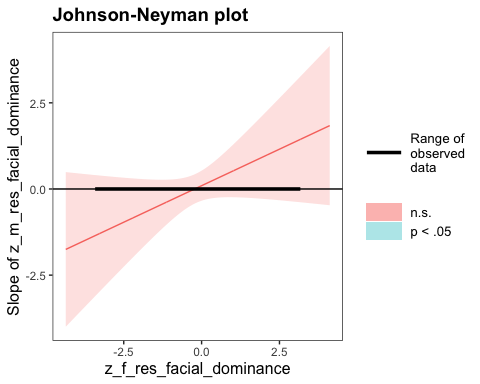 Johnson-Neyman plot
Slope of z_m_res_facial_dominance
2.5
0.0
-2.5
-2.5
0.0
2.5
z_f_res_facial_dominance
Range of
observed
data
n.s.
p < .05